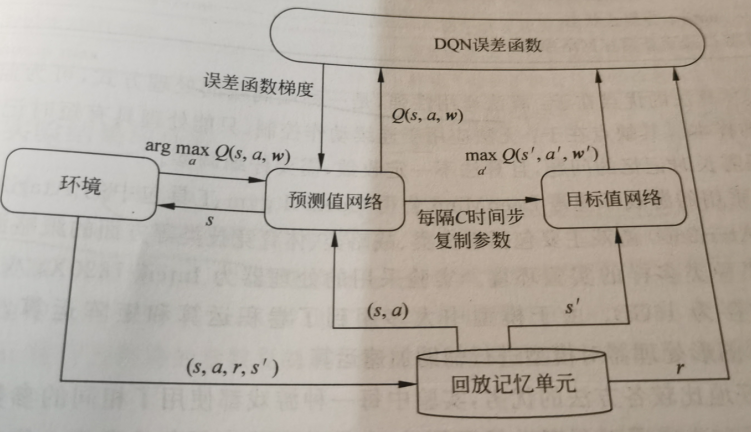 DQN误差函数
误差函数梯度
Q(s, a, w)
arg max Q(s, a, w)
a
max Q(s′, a′, w′)
a′
环境
预测值网络
目标值网络
s
每隔C时间步
复制参数
(s, a)
s′
(s, a, r, s′)
回放记忆单元
r